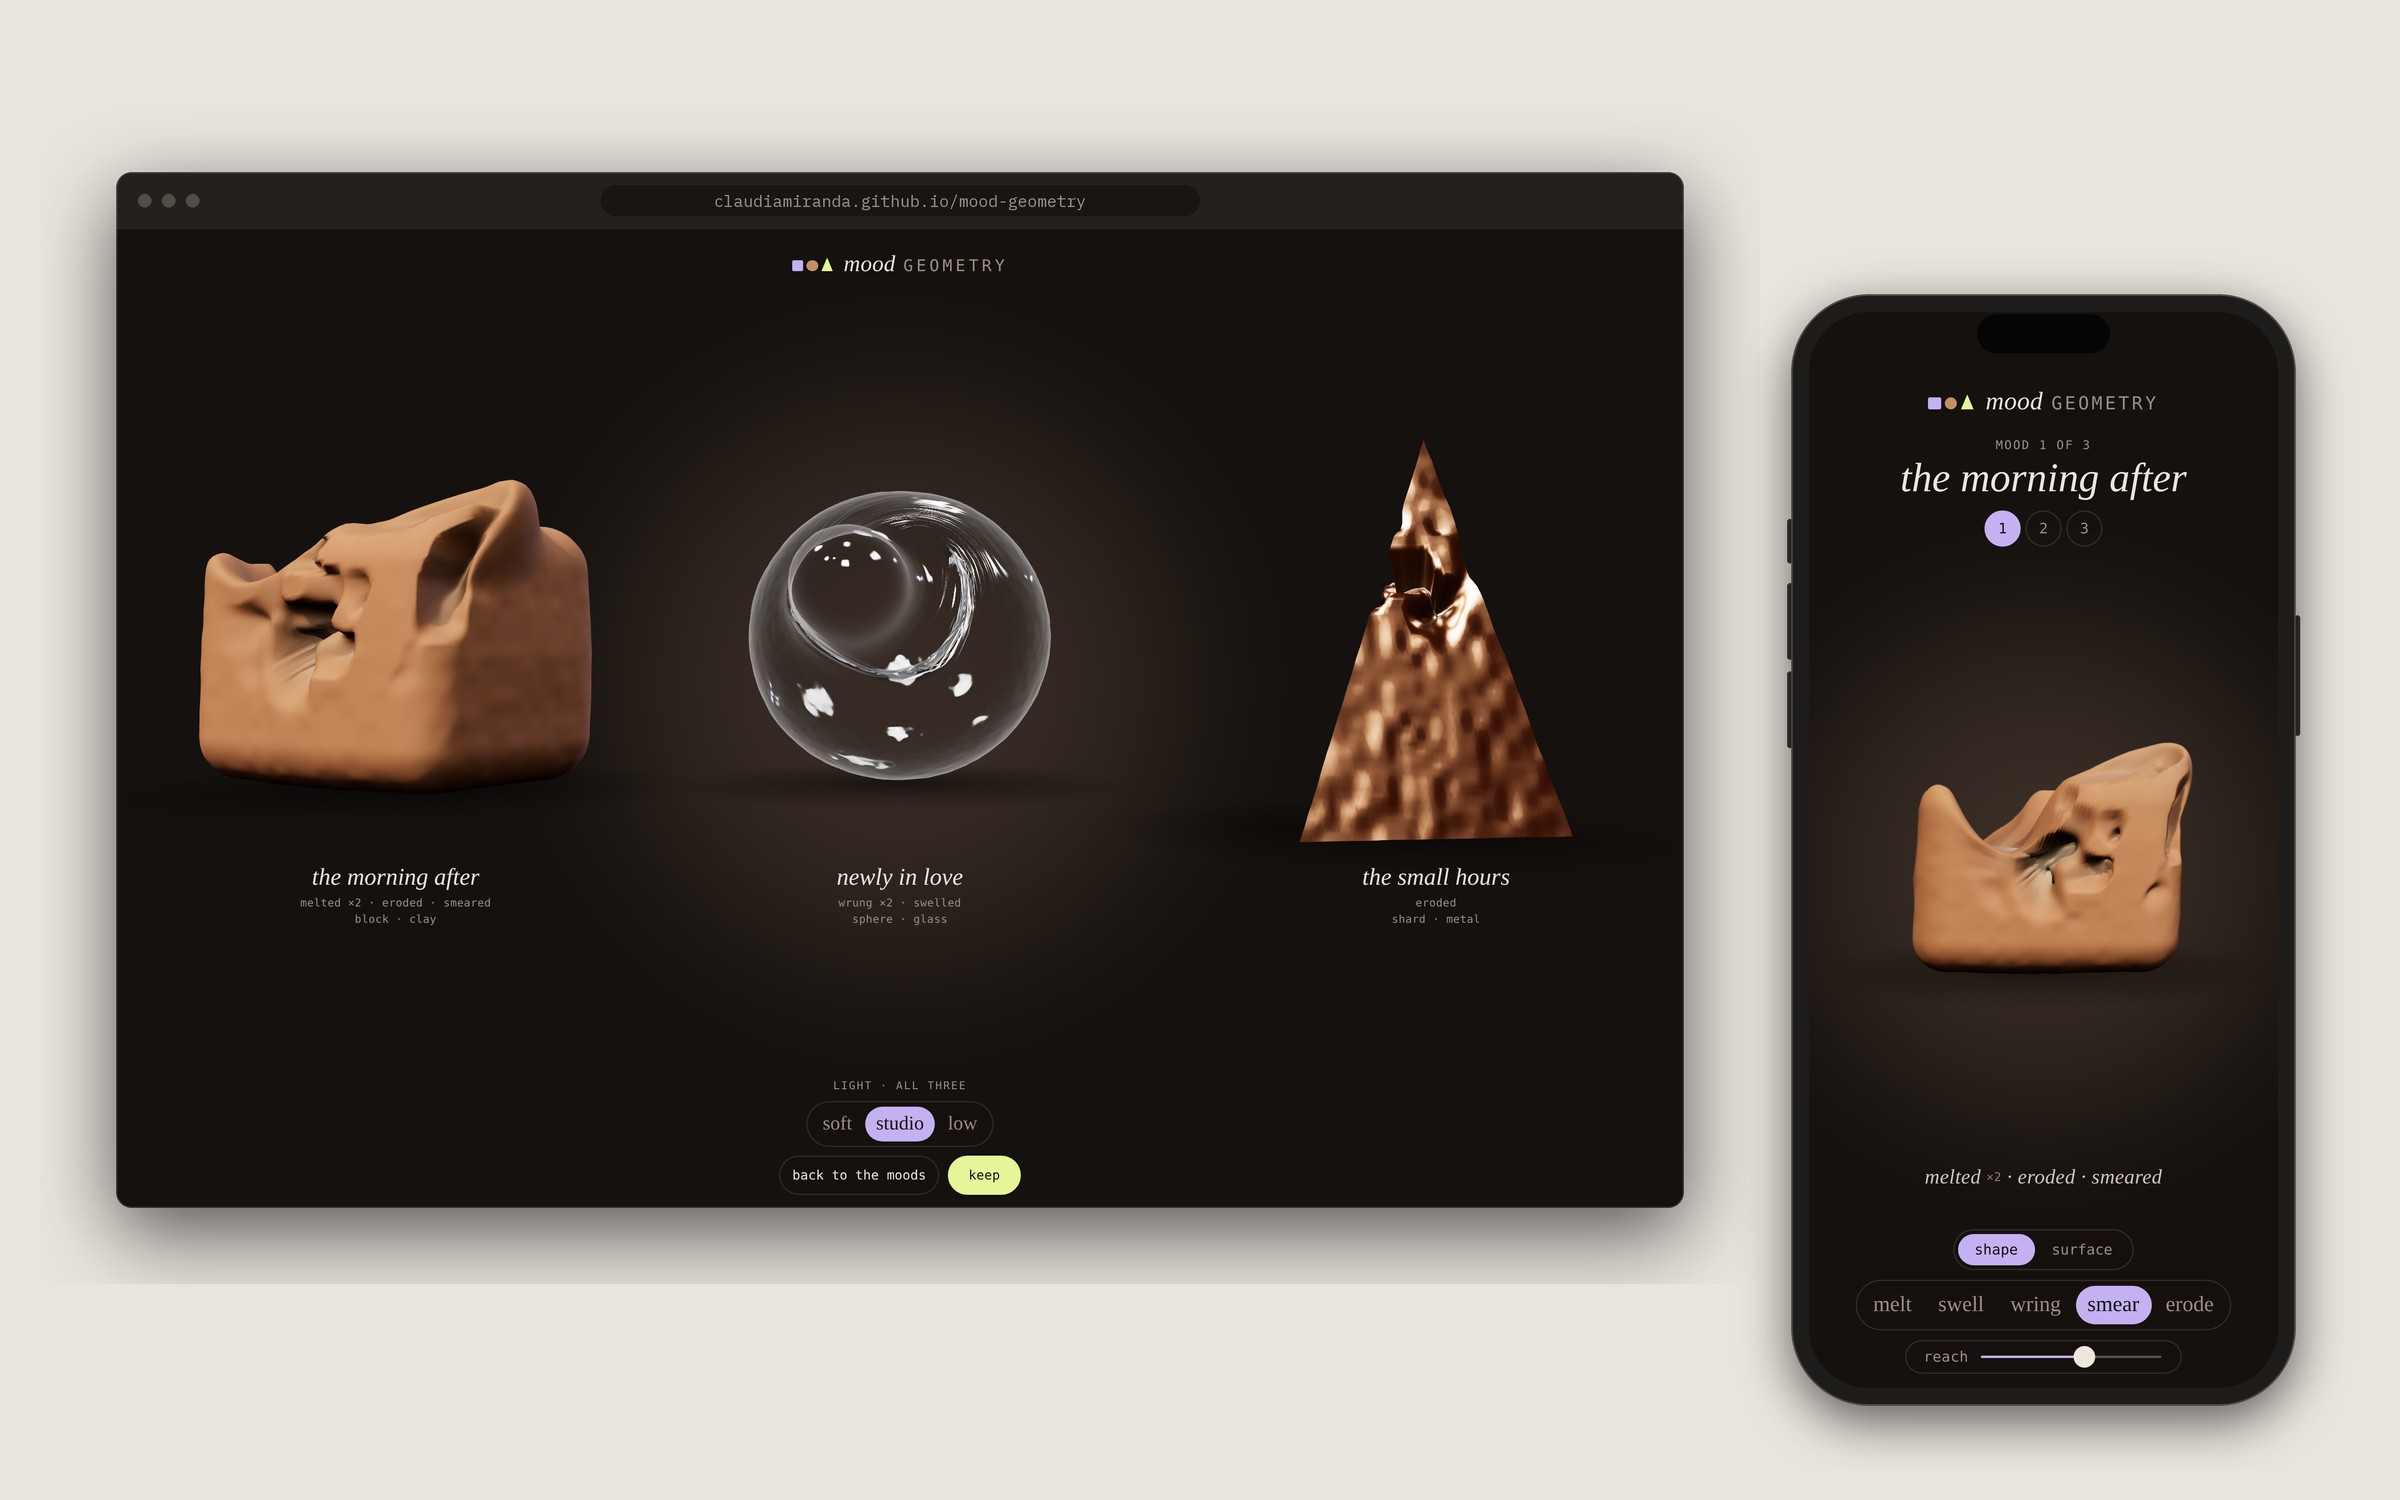 claudiamiranda.github.io/mood-geometry
mood GEOMETRY
the morning after
melted ×2 · eroded · smeared
block · clay
newly in love
wrung ×2 · swelled
sphere · glass
the small hours
eroded
shard · metal
LIGHT · ALL THREE
soft studio low
back to the moods keep
mood GEOMETRY
MOOD 1 OF 3
the morning after
1 2 3
melted ×2 · eroded · smeared
shape surface
melt swell wring smear erode
reach